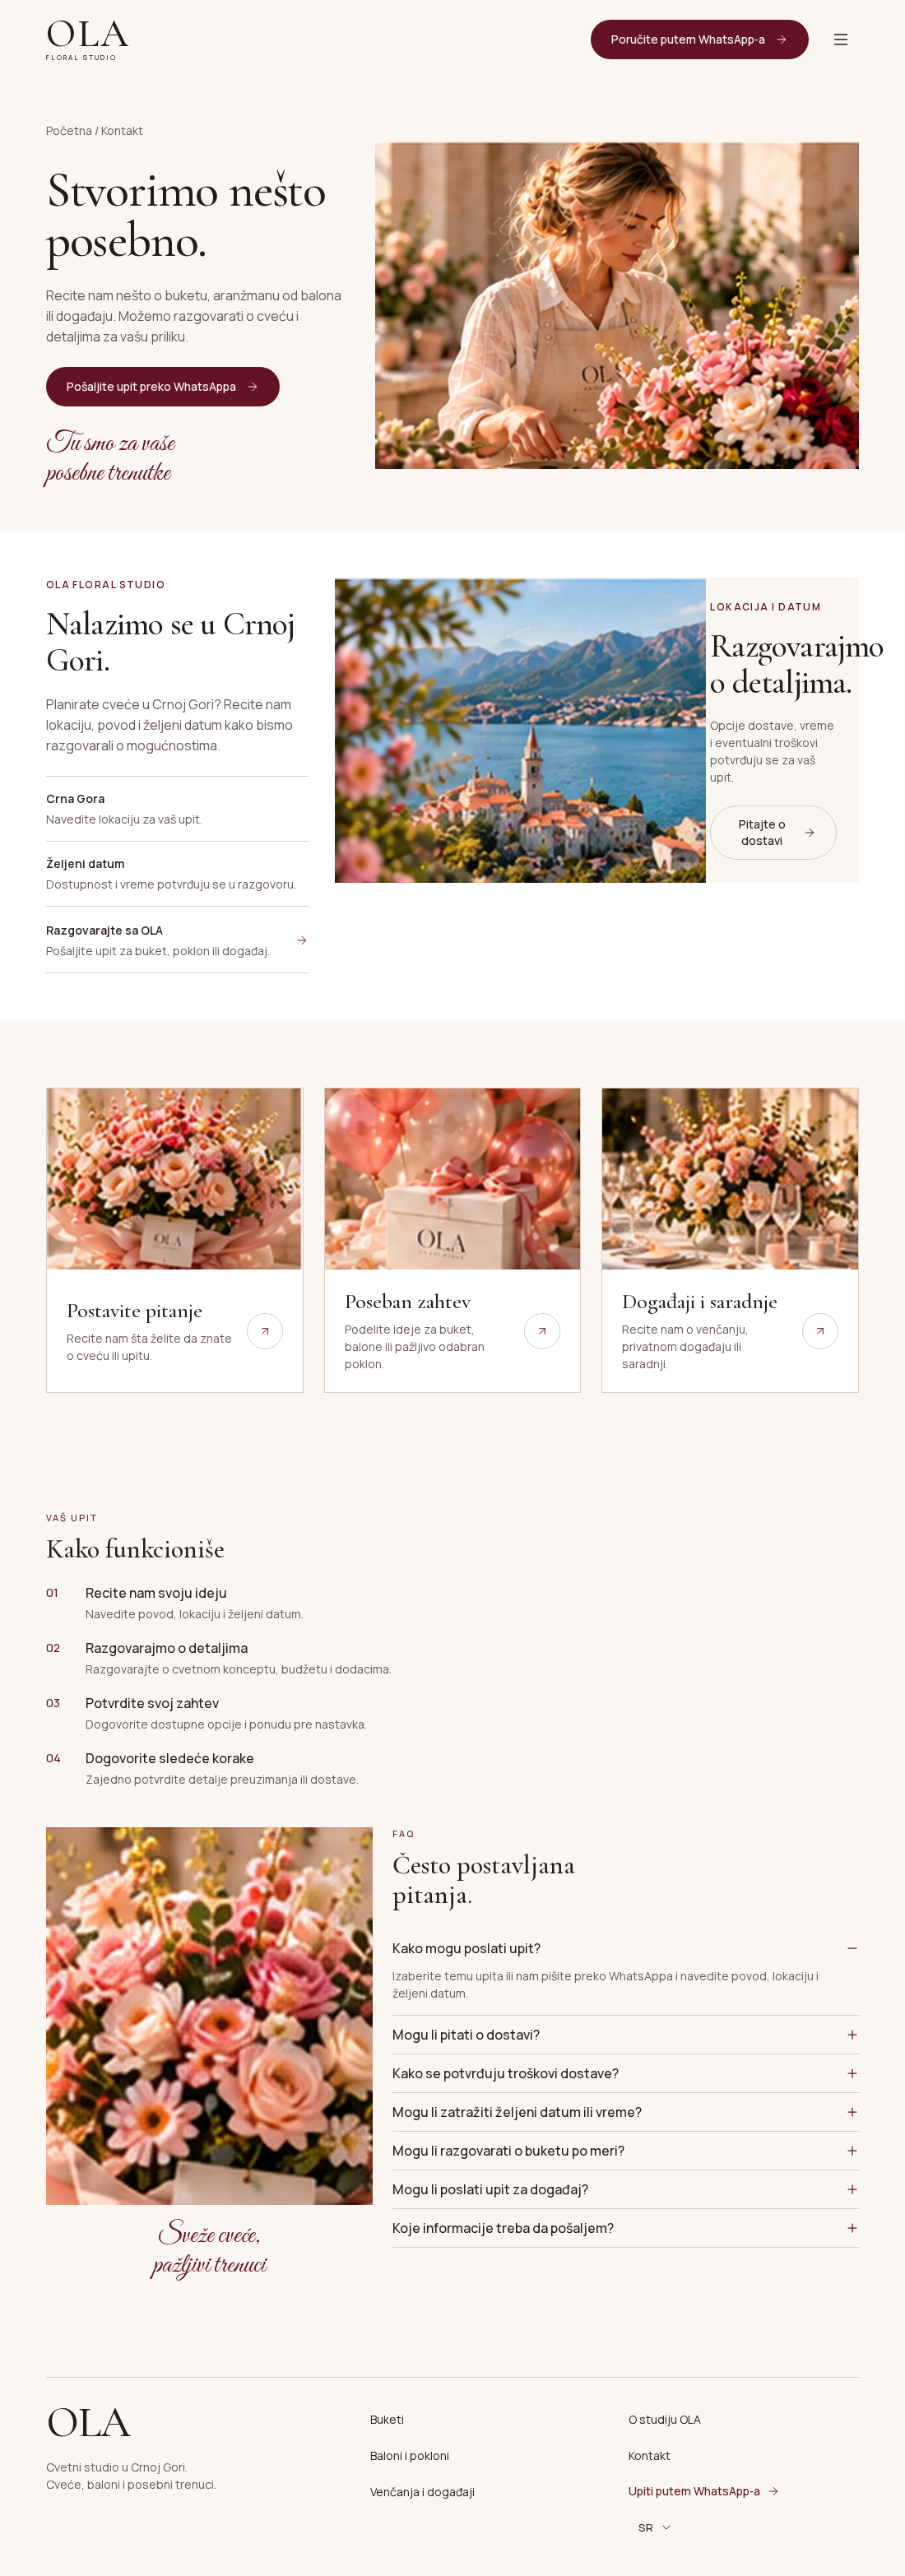 OLA
FLORAL STUDIO
Poručite putem WhatsApp-a
Početna / Kontakt
Stvorimo nešto
posebno.
Recite nam nešto o buketu, aranžmanu od balona
ili događaju. Možemo razgovarati o cveću i
detaljima za vašu priliku.
Pošaljite upit preko WhatsAppa
Tu smo za vaše
posebne trenutke
OLA
OLA FLORAL STUDIO
Nalazimo se u Crnoj
Gori.
Planirate cveće u Crnoj Gori? Recite nam
lokaciju, povod i željeni datum kako bismo
razgovarali o mogućnostima.
Crna Gora
Navedite lokaciju za vaš upit.
Željeni datum
Dostupnost i vreme potvrđuju se u razgovoru.
Razgovarajte sa OLA
Pošaljite upit za buket, poklon ili događaj.
LOKACIJA I DATUM
Razgovarajmo
o detaljima.
Opcije dostave, vreme
i eventualni troškovi
potvrđuju se za vaš
upit.
Pitajte o
dostavi
OLA
Postavite pitanje
Recite nam šta želite da znate
o cveću ili upitu.
OLA
Poseban zahtev
Podelite ideje za buket,
balone ili pažljivo odabran
poklon.
Događaji i saradnje
Recite nam o venčanju,
privatnom događaju ili
saradnji.
VAŠ UPIT
Kako funkcioniše
01
Recite nam svoju ideju
Navedite povod, lokaciju i željeni datum.
02
Razgovarajmo o detaljima
Razgovarajte o cvetnom konceptu, budžetu i dodacima.
03
Potvrdite svoj zahtev
Dogovorite dostupne opcije i ponudu pre nastavka.
04
Dogovorite sledeće korake
Zajedno potvrdite detalje preuzimanja ili dostave.
Sveže cveće,
pažljivi trenuci
FAQ
Često postavljana
pitanja.
Kako mogu poslati upit?
Izaberite temu upita ili nam pišite preko WhatsAppa i navedite povod, lokaciju i
željeni datum.
Mogu li pitati o dostavi?
Kako se potvrđuju troškovi dostave?
Mogu li zatražiti željeni datum ili vreme?
Mogu li razgovarati o buketu po meri?
Mogu li poslati upit za događaj?
Koje informacije treba da pošaljem?
OLA
Cvetni studio u Crnoj Gori.
Cveće, baloni i posebni trenuci.
Buketi
Baloni i pokloni
Venčanja i događaji
O studiju OLA
Kontakt
Upiti putem WhatsApp-a
SR